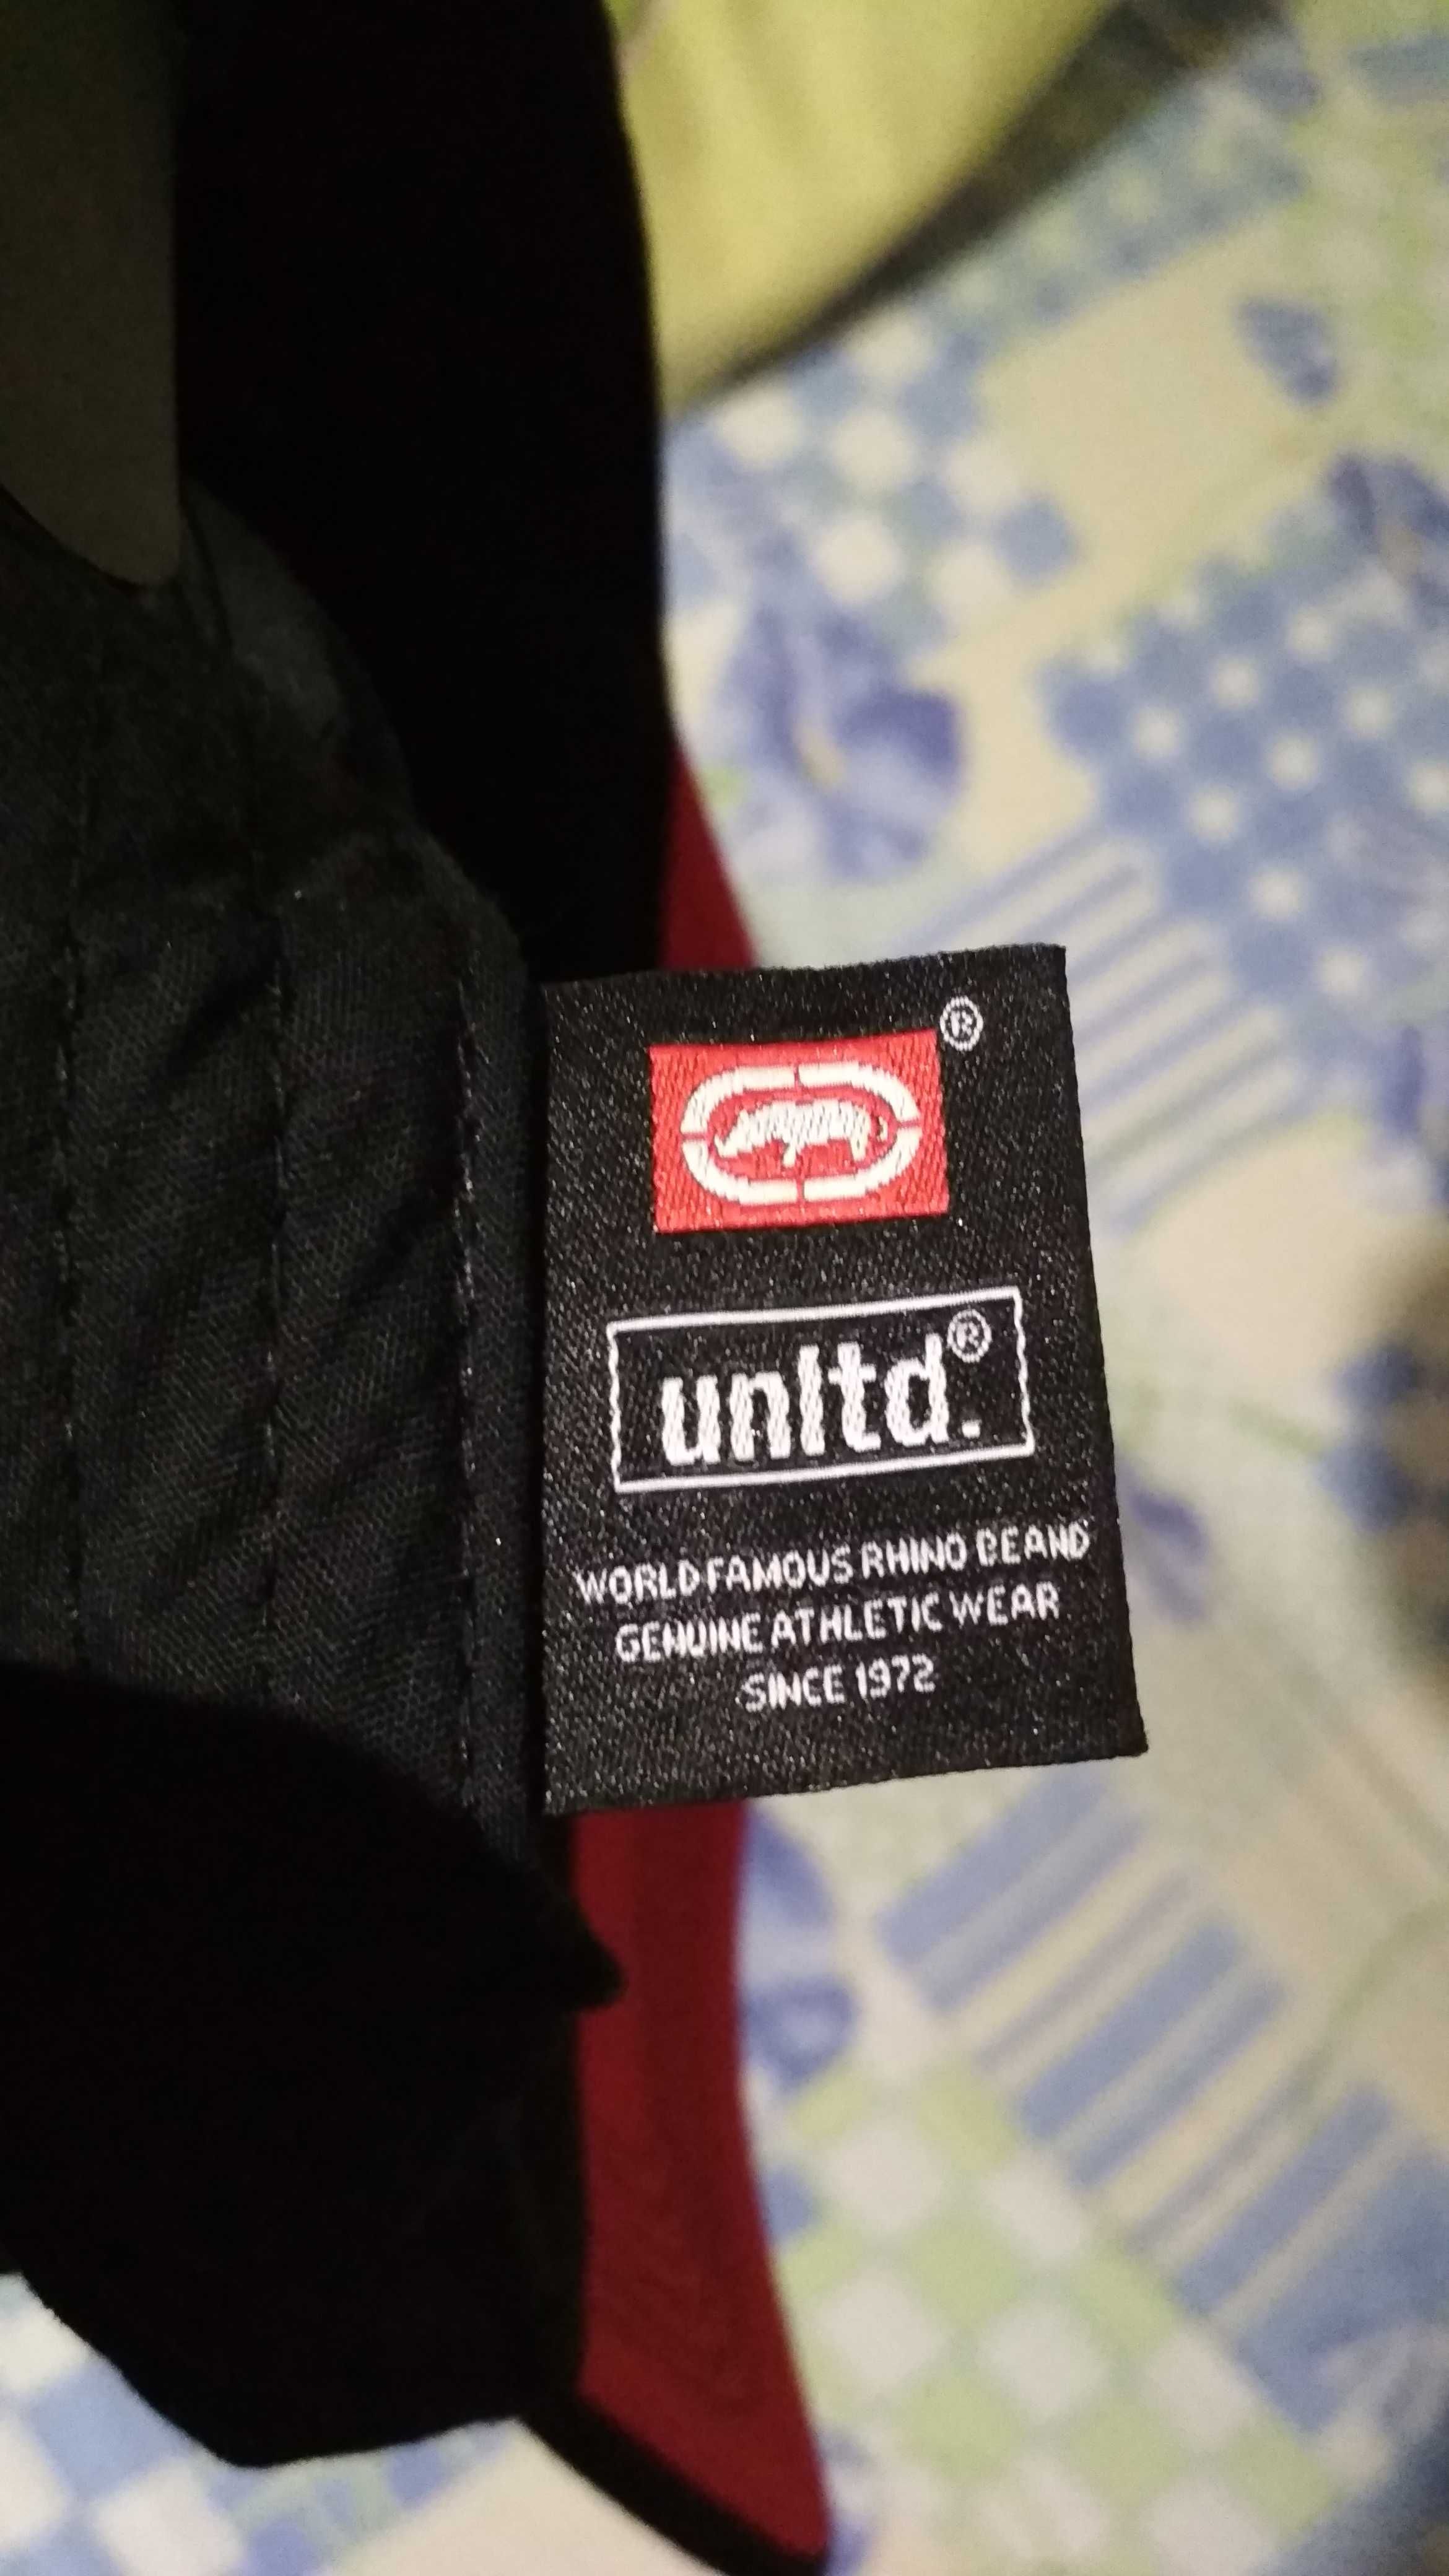 ®
unltd.®
WORLD FAMOUS RHINO BEAND
GENUINE ATHLETIC WEAR
SINCE 1972